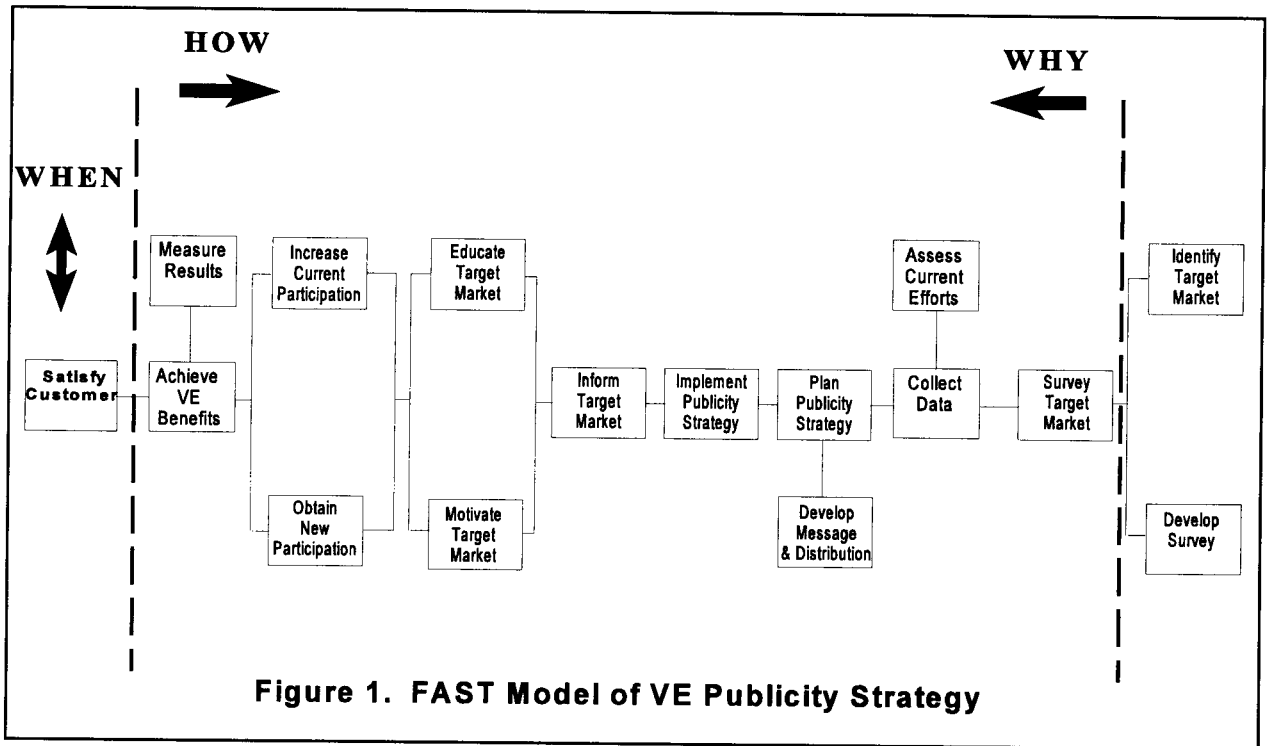 HOW
WHY
WHEN
Measure
Results
Increase
Current
Participation
Educate
Target
Market
Assess
Current
Efforts
Identify
Target
Market
Satisfy
Customer
Achieve
VE
Benefits
Inform
Target
Market
Implement
Publicity
Strategy
Plan
Publicity
Strategy
Collect
Data
Survey
Target
Market
Obtain
New
Participation
Motivate
Target
Market
Develop
Message
& Distribution
Develop
Survey
Figure 1. FAST Model of VE Publicity Strategy